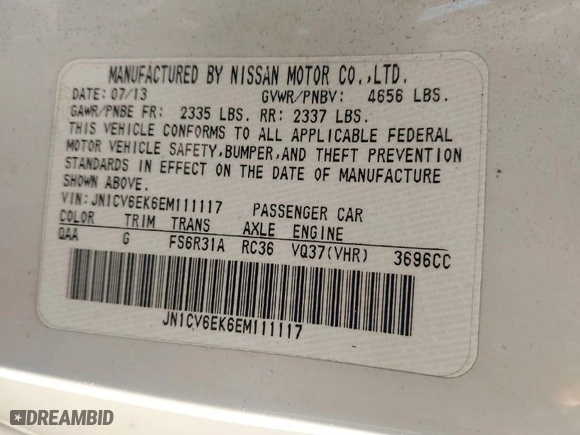 MANUFACTURED BY NISSAN MOTOR CO.,LTD.
DATE: 07/13 GVWR/PNBV: 4656 LBS.
GAWR/PNBE FR: 2335 LBS. RR: 2337 LBS.
THIS VEHICLE CONFORMS TO ALL APPLICABLE FEDERAL
MOTOR VEHICLE SAFETY,BUMPER,AND THEFT PREVENTION
STANDARDS IN EFFECT ON THE DATE OF MANUFACTURE
SHOWN ABOVE.
VIN: JN1CV6EK6EM111117 PASSENGER CAR
COLOR TRIM TRANS AXLE ENGINE
QAA G FS6R31A RC36 VQ37(VHR) 3696CC
JN1CV6EK6EM111117
DREAMBID